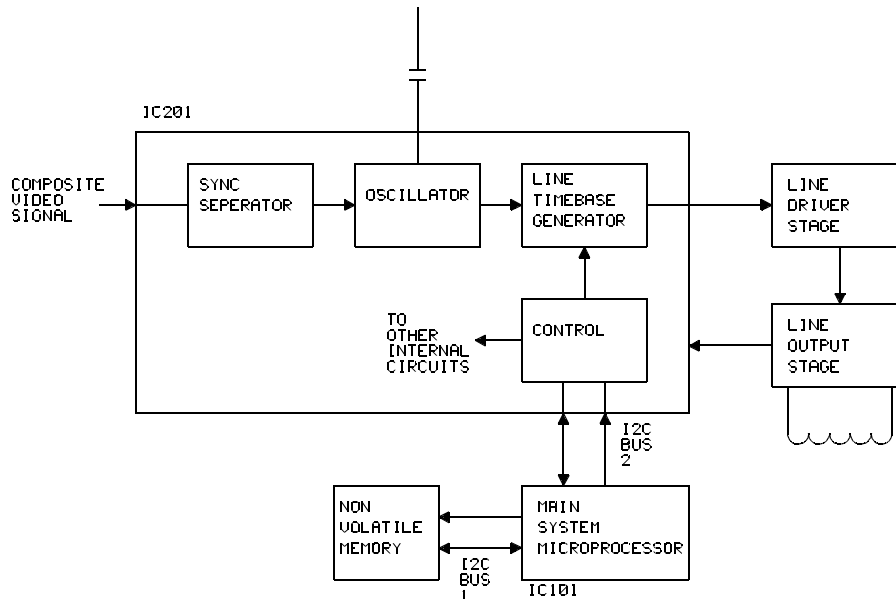 IC201
COMPOSITE
VIDEO
SIGNAL
SYNC
SEPERATOR
OSCILLATOR
LINE
TIMEBASE
GENERATOR
LINE
DRIVER
STAGE
TO
OTHER
INTERNAL
CIRCUITS
CONTROL
LINE
OUTPUT
STAGE
I2C
BUS
2
NON
VOLATILE
MEMORY
MAIN
SYSTEM
MICROPROCESSOR
I2C
BUS
1
IC101